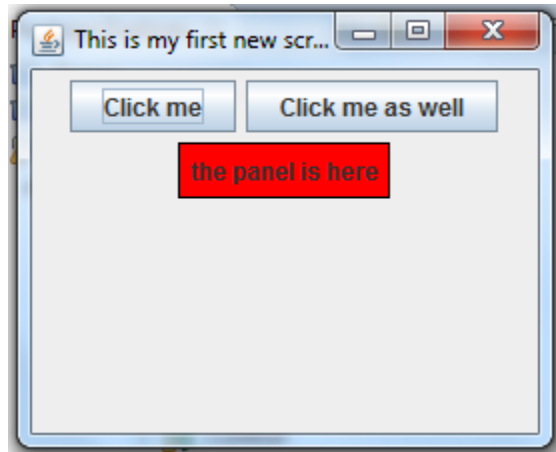 This is my first new scr...
Click me
Click me as well
the panel is here